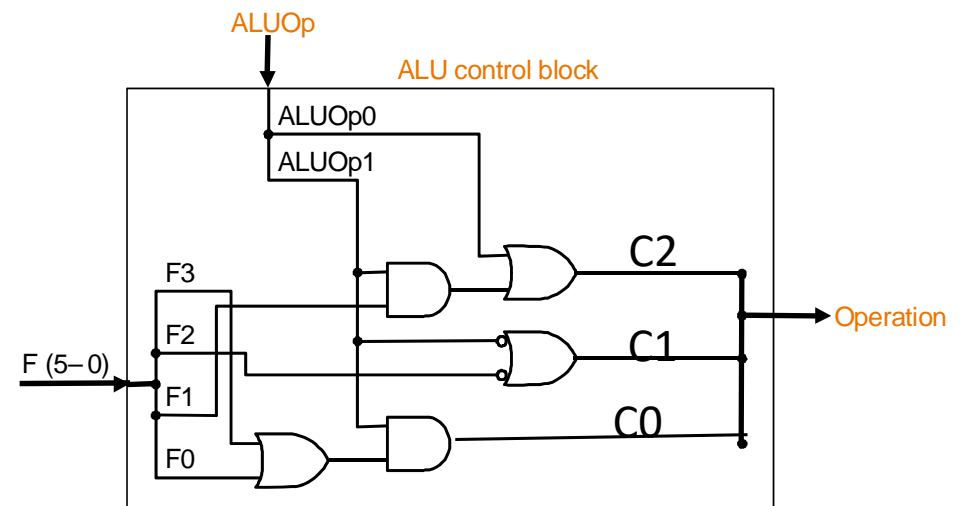 ALUOp
ALU control block
ALUOp0
ALUOp1
C2
F3
Operation
F2
C1
F (5–0)
F1
C0
F0